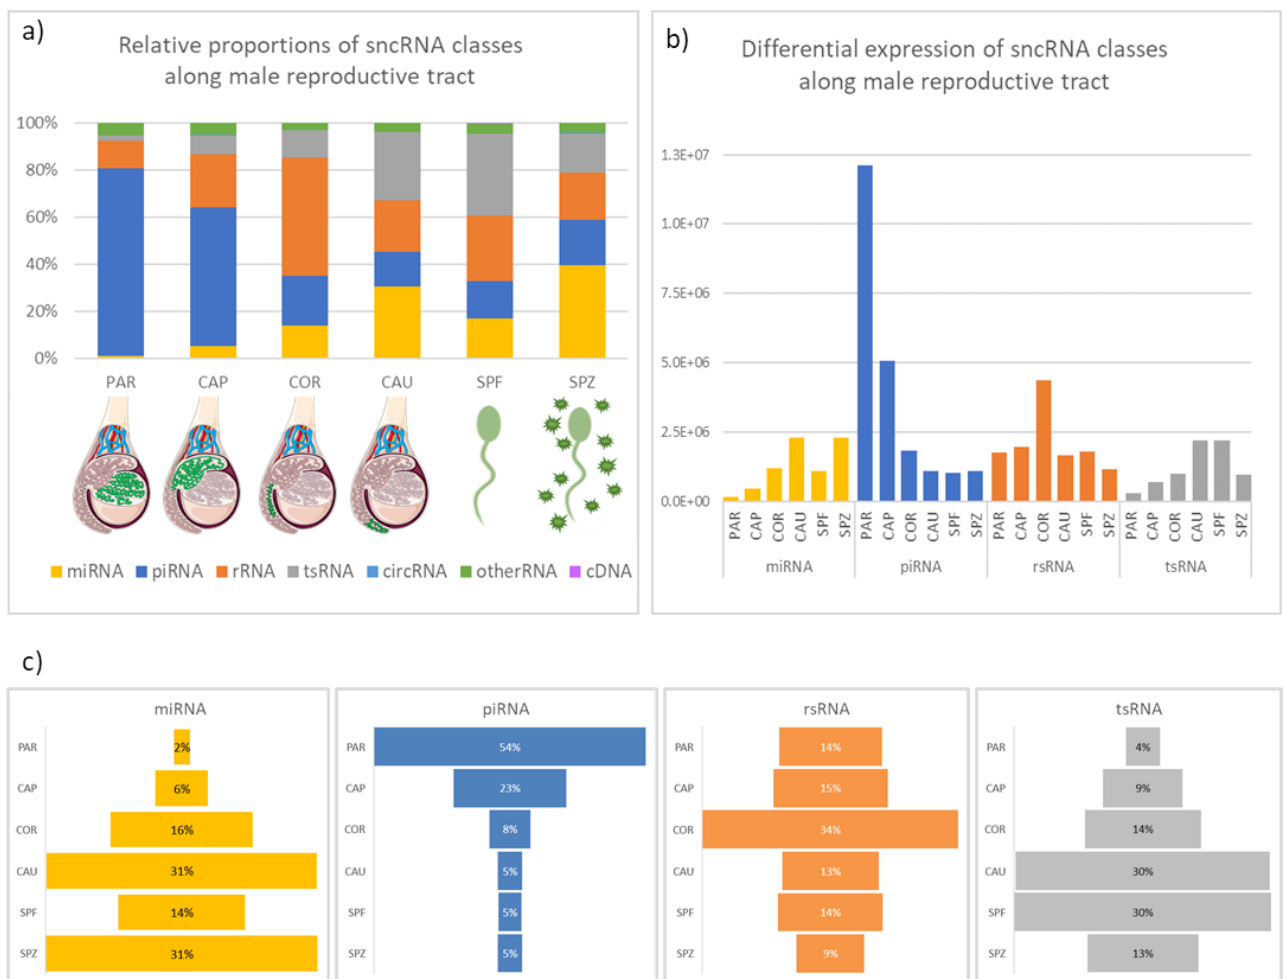 a)
Relative proportions of sncRNA classes
along male reproductive tract
100%
80%
60%
40%
20%
0%
PAR CAP COR CAU SPF SPZ
miRNA piRNA rRNA tsRNA circRNA otherRNA cDNA
b)
Differential expression of sncRNA classes
along male reproductive tract
1.3E+07
1.0E+07
7.5E+06
5.0E+06
2.5E+06
0.0E+00
PAR CAP COR CAU SPF SPZ PAR CAP COR CAU SPF SPZ PAR CAP COR CAU SPF SPZ PAR CAP COR CAU SPF SPZ
miRNA piRNA rsRNA tsRNA
c)
miRNA
PAR 2%
CAP 6%
COR 16%
CAU 31%
SPF 14%
SPZ 31%
piRNA
PAR 54%
CAP 23%
COR 8%
CAU 5%
SPF 5%
SPZ 5%
rsRNA
PAR 14%
CAP 15%
COR 34%
CAU 13%
SPF 14%
SPZ 9%
tsRNA
PAR 4%
CAP 9%
COR 14%
CAU 30%
SPF 30%
SPZ 13%